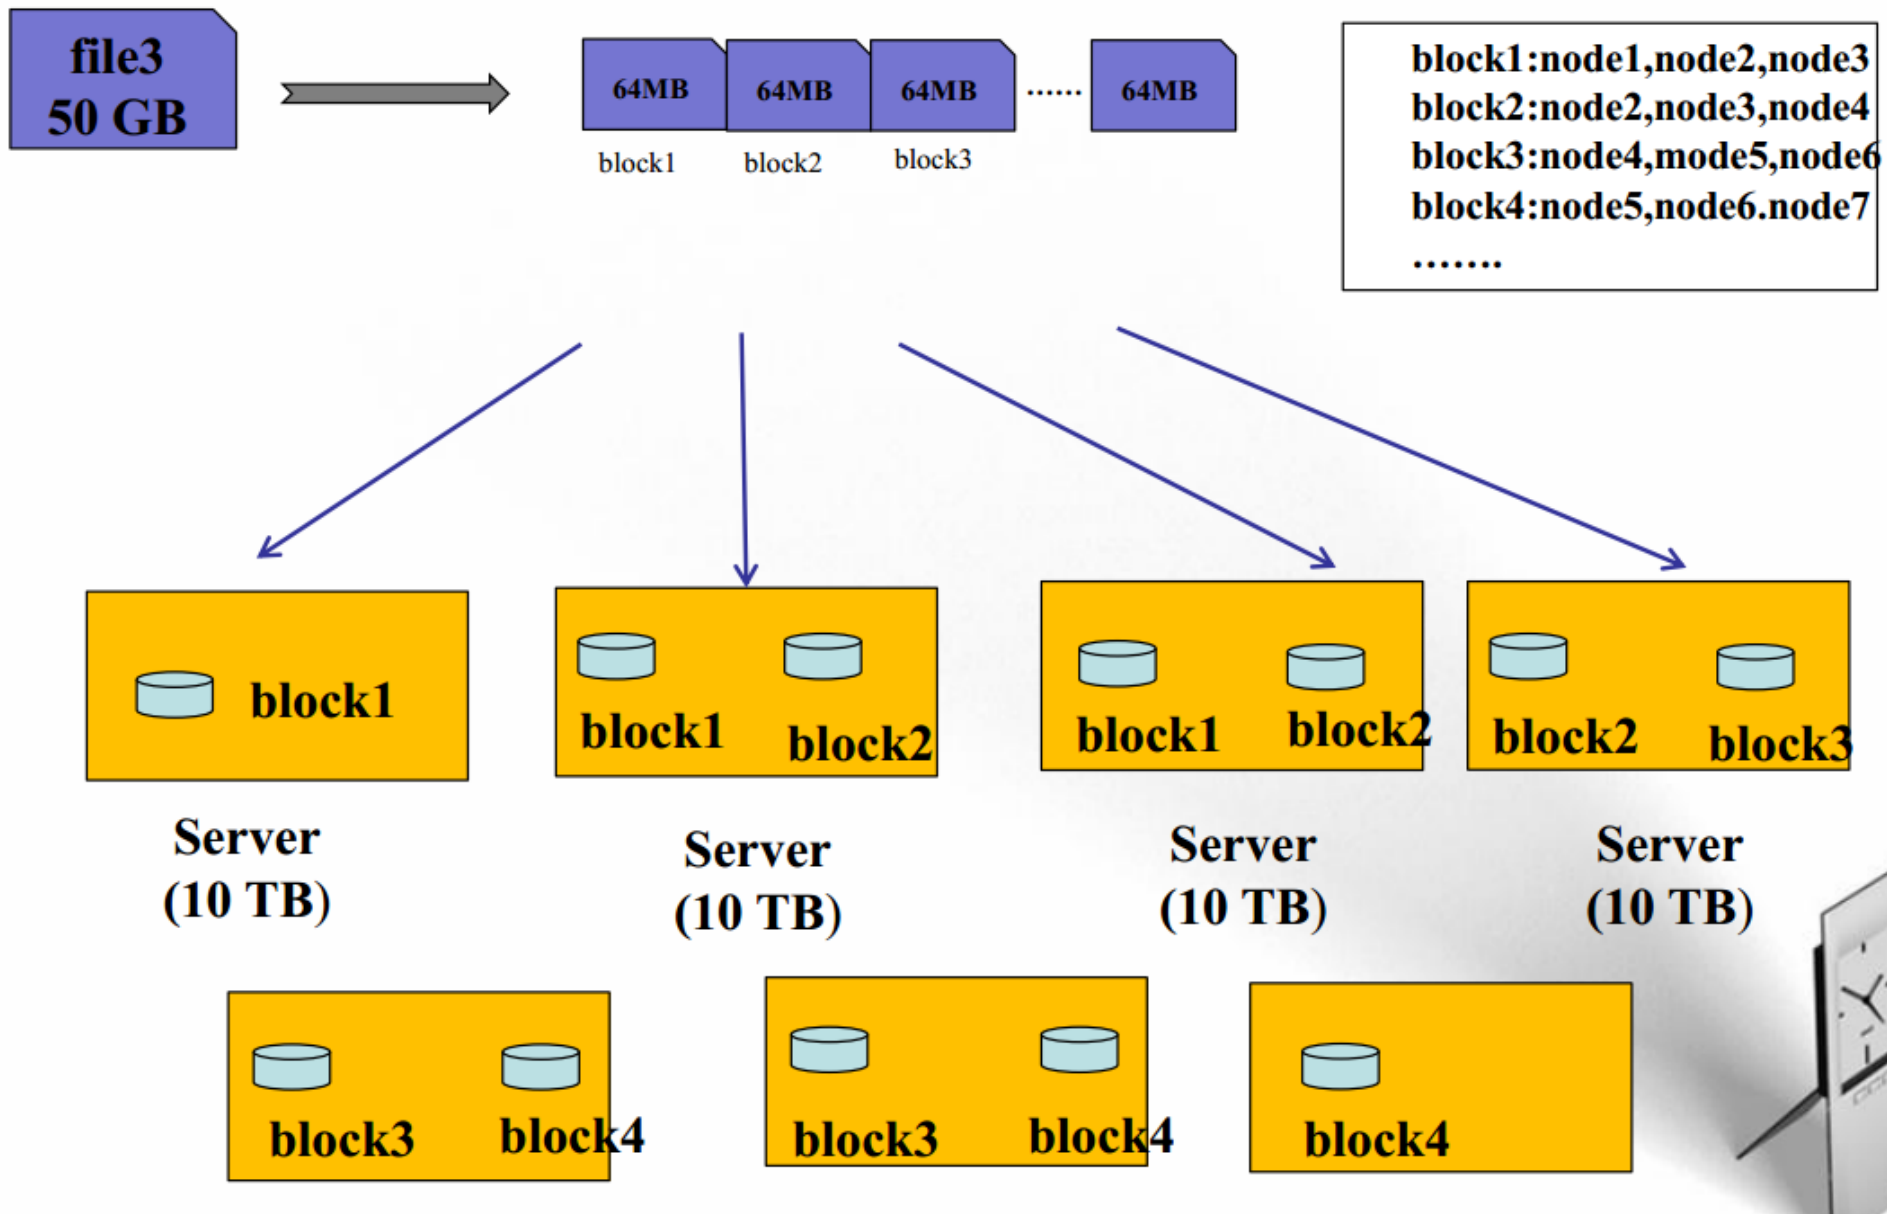 file3
50 GB
64MB
64MB
64MB
......
64MB
block1
block2
block3
block1:node1,node2,node3
block2:node2,node3,node4
block3:node4,mode5,node6
block4:node5,node6.node7
.......
block1
block1
block2
block1
block2
block2
block3
Server
(10 TB)
Server
(10 TB)
Server
(10 TB)
Server
(10 TB)
block3
block4
block3
block4
block4